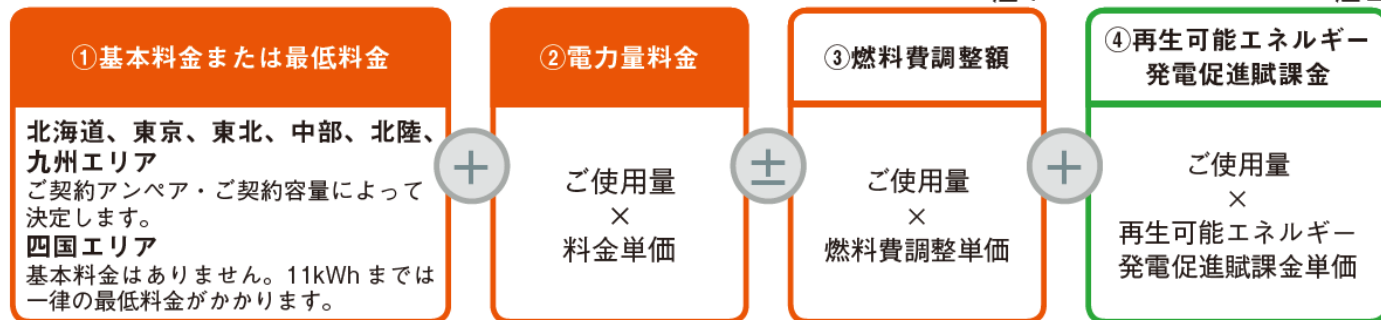 ①基本料金または最低料金
北海道、東京、東北、中部、北陸、
九州エリア
ご契約アンペア・ご契約容量によって
決定します。
四国エリア
基本料金はありません。11kWh までは
一律の最低料金がかかります。
+
②電力量料金
ご使用量
×
料金単価
±
③燃料費調整額
ご使用量
×
燃料費調整単価
+
④再生可能エネルギー
発電促進賦課金
ご使用量
×
再生可能エネルギー
発電促進賦課金単価